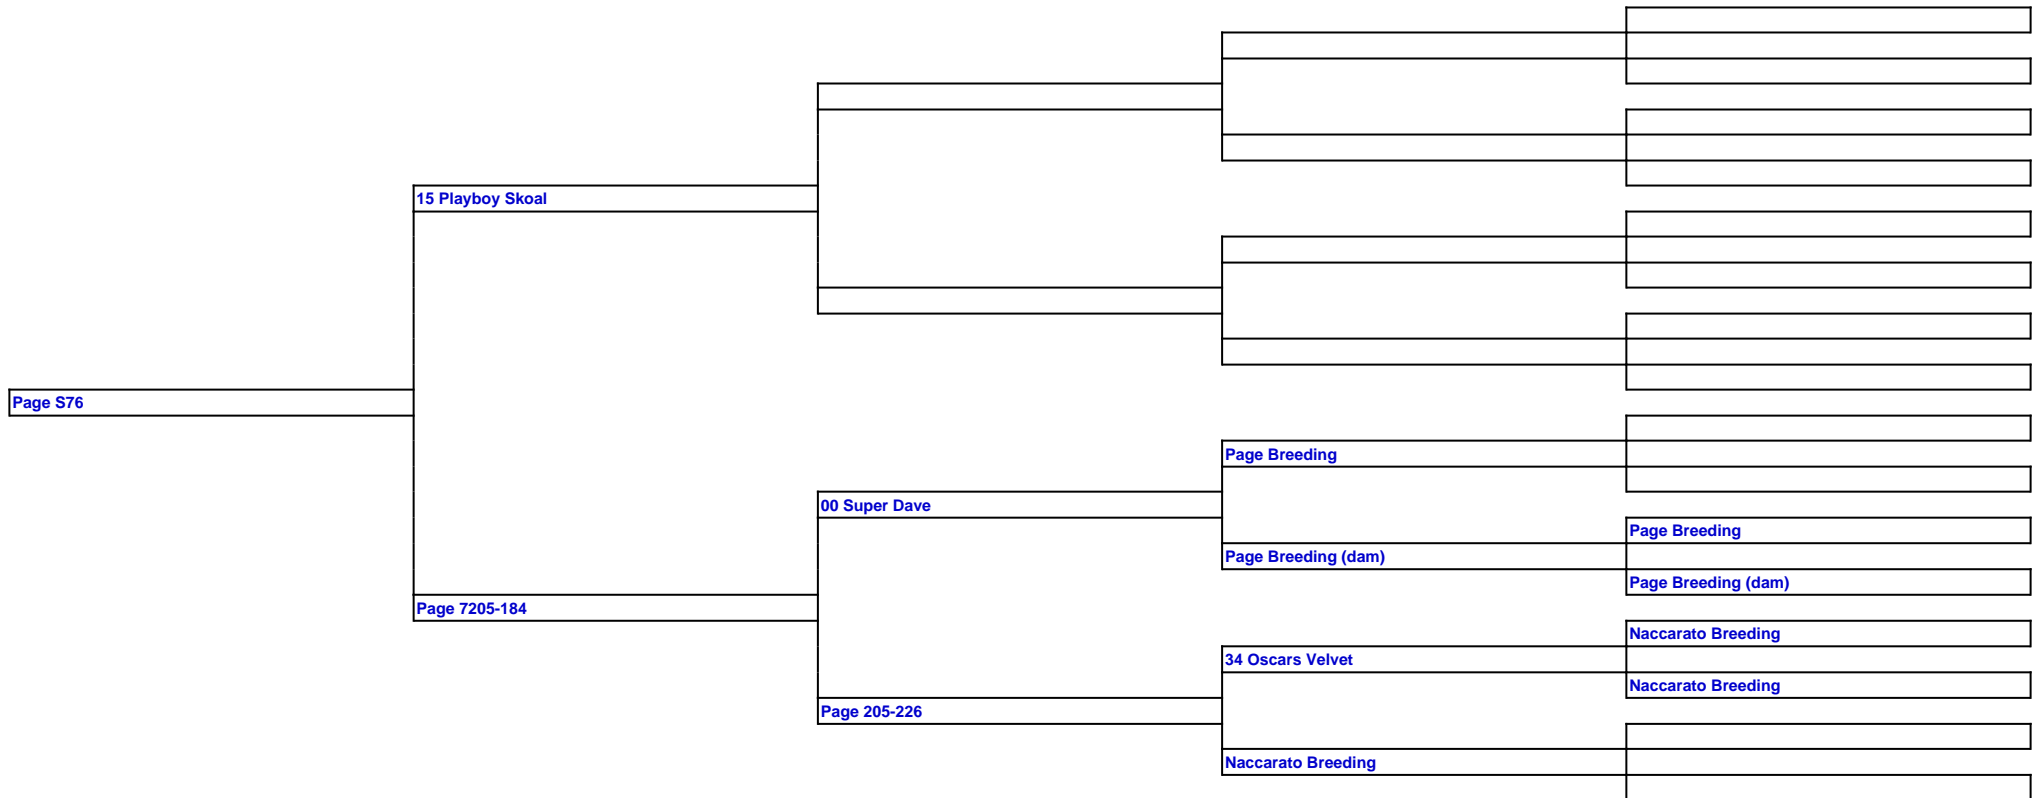 15 Playboy Skoal
Page S76
Page Breeding
00 Super Dave
Page Breeding
Page Breeding (dam)
Page Breeding (dam)
Page 7205-184
Naccarato Breeding
34 Oscars Velvet
Naccarato Breeding
Page 205-226
Naccarato Breeding